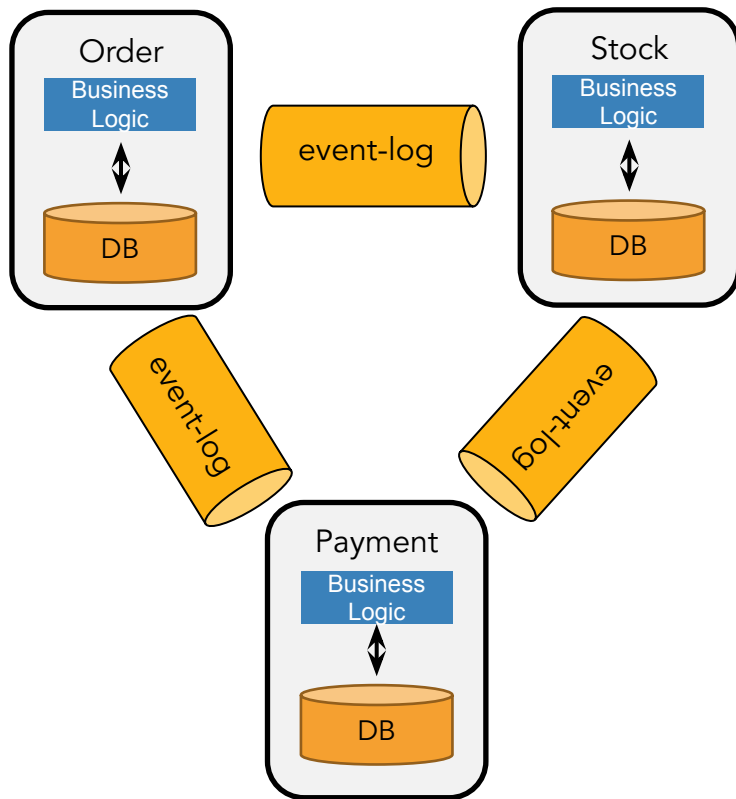 Order
Business
Logic
DB
event-log
Stock
Business
Logic
DB
event-log
event-log
Payment
Business
Logic
DB